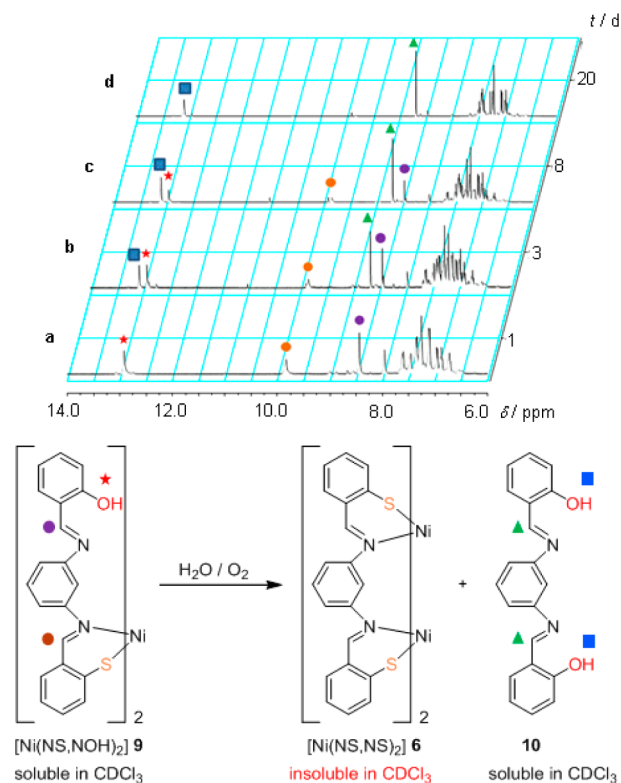 t / d
d
20
c
8
b
3
a
1
14.0 12.0 10.0 8.0 6.0 δ / ppm
OH
N
N
S
Ni
2
H₂O / O₂
S
N
Ni
N
Ni
S
2
+
OH
N
N
OH
[Ni(NS,NOH)₂] 9
soluble in CDCl₃
[Ni(NS,NS)₂] 6
insoluble in CDCl₃
10
soluble in CDCl₃